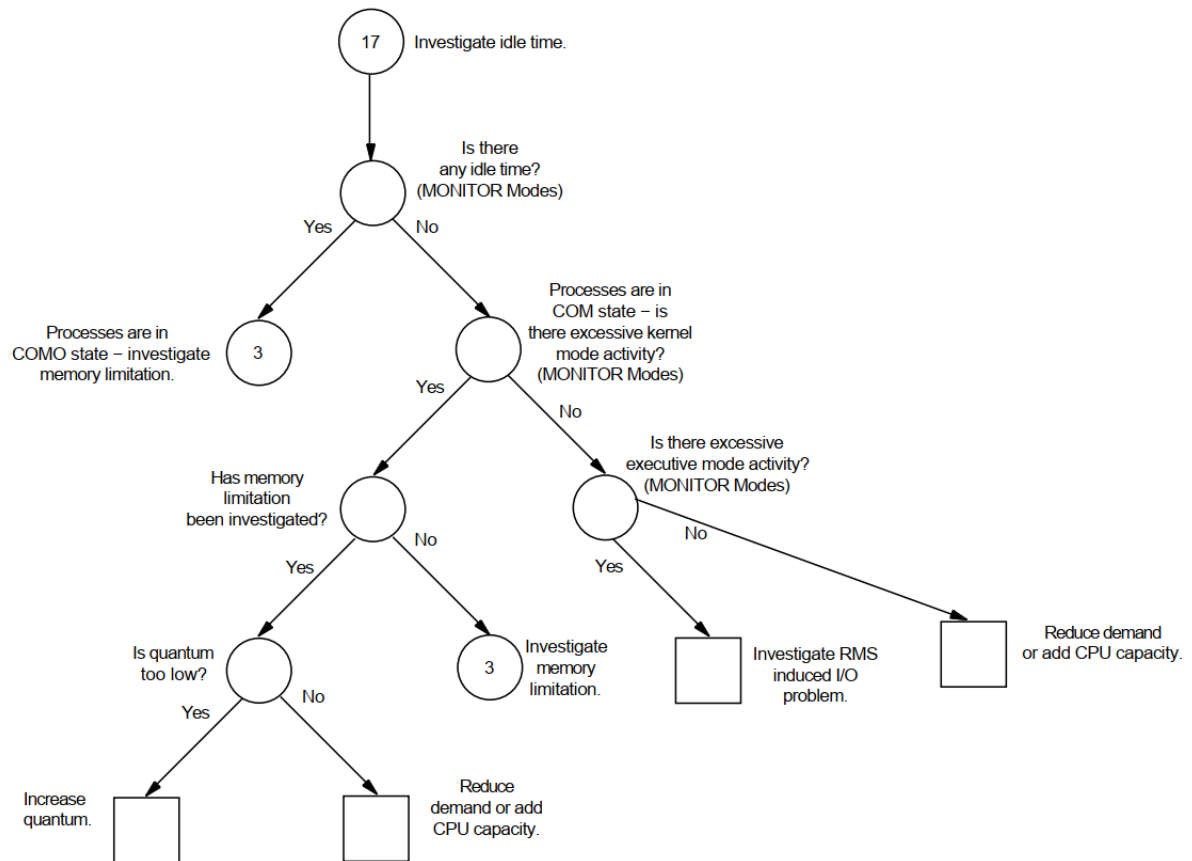 17
Investigate idle time.
Is there
any idle time?
(MONITOR Modes)
Yes
No
Processes are in
COMO state − investigate
memory limitation.
3
Processes are in
COM state − is
there excessive kernel
mode activity?
(MONITOR Modes)
Yes
No
Has memory
limitation
been investigated?
Is there excessive
executive mode activity?
(MONITOR Modes)
Yes
No
Yes
No
Is quantum
too low?
3
Investigate
memory
limitation.
Investigate RMS
induced I/O
problem.
Reduce demand
or add CPU capacity.
Yes
No
Increase
quantum.
Reduce
demand or add
CPU capacity.